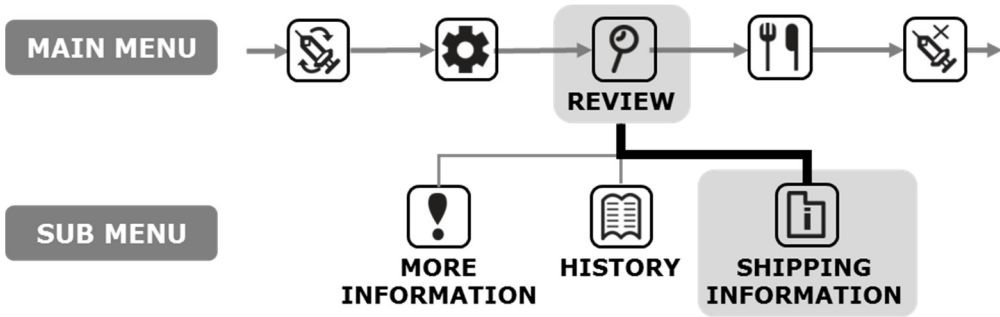 MAIN MENU
REVIEW
SUB MENU
MORE
INFORMATION
HISTORY
SHIPPING
INFORMATION